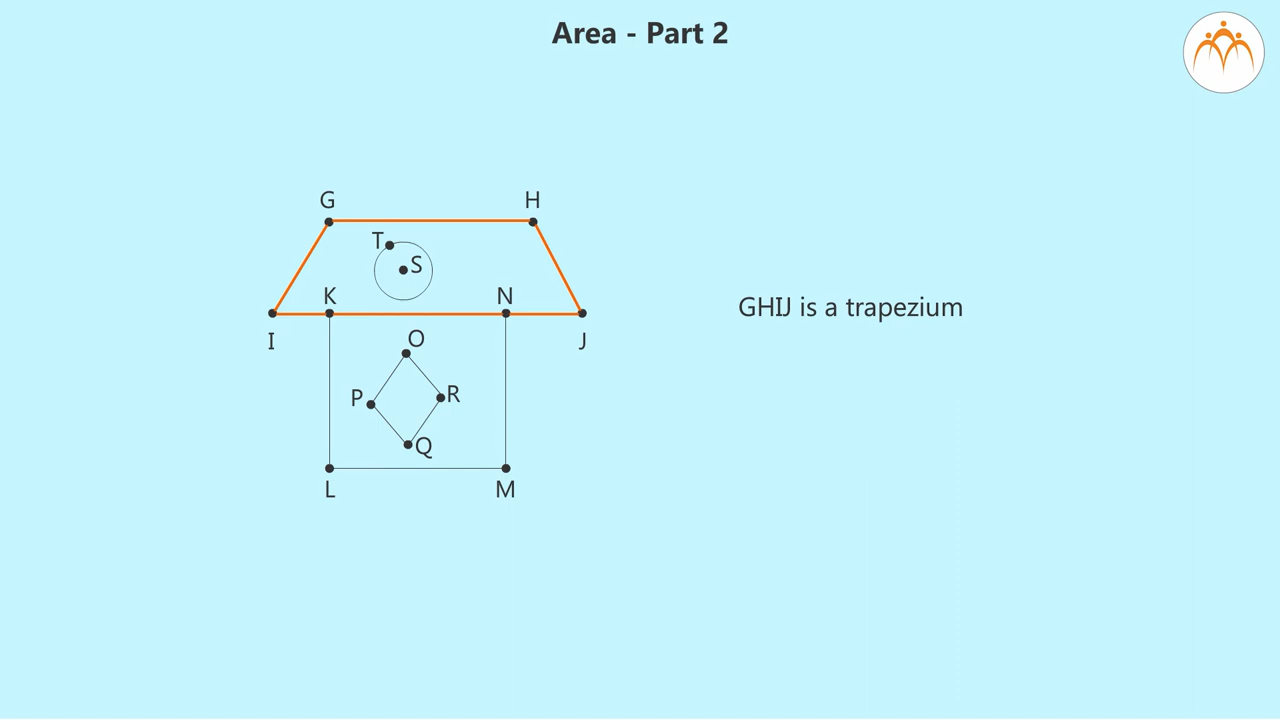 Area - Part 2
G H
T
S
K N
I J
O
P R
Q
L M
GHIJ is a trapezium